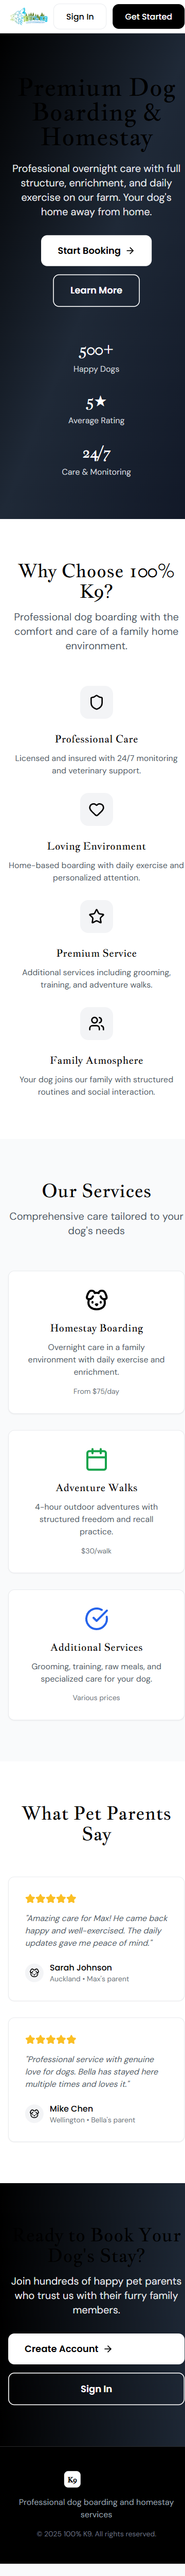 Sign In
Get Started
Premium Dog
Boarding &
Homestay
Professional overnight care with full
structure, enrichment, and daily
exercise on our farm. Your dog's
home away from home.
Start Booking →
Learn More
500+
Happy Dogs
5★
Average Rating
24/7
Care & Monitoring
Why Choose 100%
K9?
Professional dog boarding with the
comfort and care of a family home
environment.
Professional Care
Licensed and insured with 24/7 monitoring
and veterinary support.
Loving Environment
Home-based boarding with daily exercise and
personalized attention.
Premium Service
Additional services including grooming,
training, and adventure walks.
Family Atmosphere
Your dog joins our family with structured
routines and social interaction.
Our Services
Comprehensive care tailored to your
dog's needs
Homestay Boarding
Overnight care in a family
environment with daily exercise and
enrichment.
From $75/day
Adventure Walks
4-hour outdoor adventures with
structured freedom and recall
practice.
$30/walk
Additional Services
Grooming, training, raw meals, and
specialized care for your dog.
Various prices
What Pet Parents
Say
"Amazing care for Max! He came back
happy and well-exercised. The daily
updates gave me peace of mind."
Sarah Johnson
Auckland • Max's parent
"Professional service with genuine
love for dogs. Bella has stayed here
multiple times and loves it."
Mike Chen
Wellington • Bella's parent
Ready to Book Your
Dog's Stay?
Join hundreds of happy pet parents
who trust us with their furry family
members.
Create Account →
Sign In
K9
Professional dog boarding and homestay
services
© 2025 100% K9. All rights reserved.